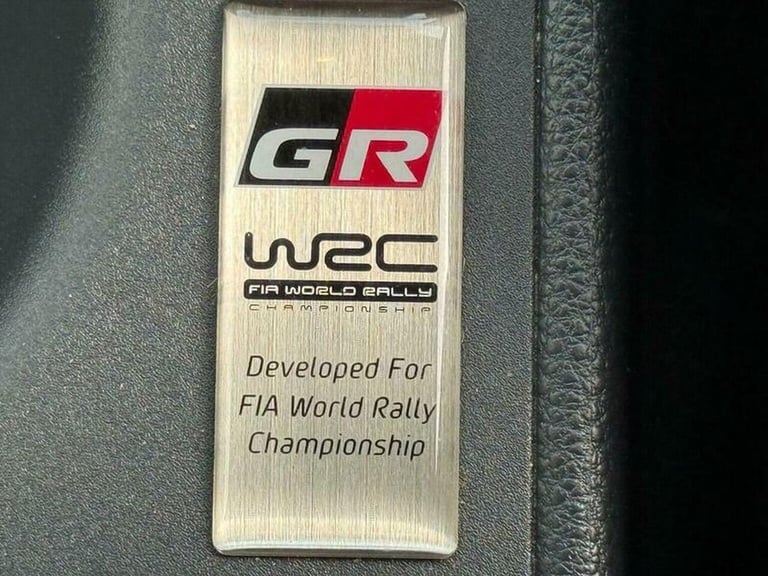 GR
WRC
FIA WORLD RALLY
CHAMPIONSHIP
Developed For
FIA World Rally
Championship